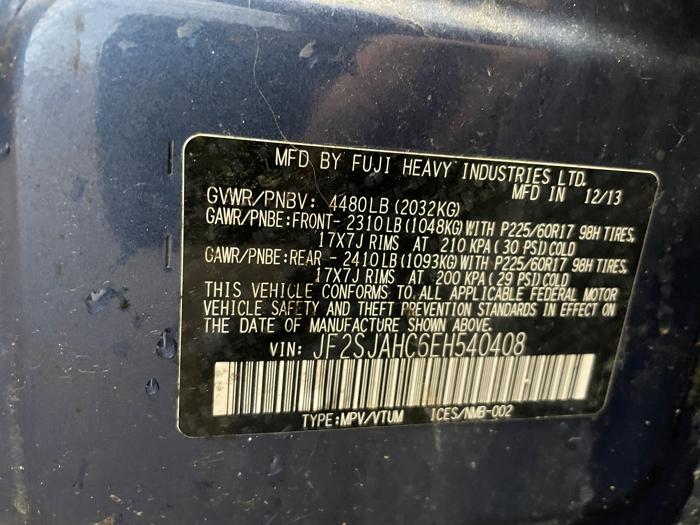 MFD BY FUJI HEAVY INDUSTRIES LTD.
MFD IN 12/13
GVWR/PNBV: 4480LB(2032KG)
GAWR/PNBE:FRONT-2310LB(1048KG)WITH P225/60R17 98H TIRES,
17X7J RIMS AT 210 KPA(30 PSI)COLD
GAWR/PNBE:REAR -2410LB(1093KG)WITH P225/60R17 98H TIRES,
17X7J RIMS AT 200 KPA(29 PSI)COLD
THIS VEHICLE CONFORMS TO ALL APPLICABLE FEDERAL MOTOR
VEHICLE SAFETY AND THEFT PREVENTION STANDARDS IN EFFECT ON
THE DATE OF MANUFACTURE SHOWN ABOVE.
VIN: JF2SJAHC6EH540408
TYPE:MPV/VTUM ICES/NMB-002